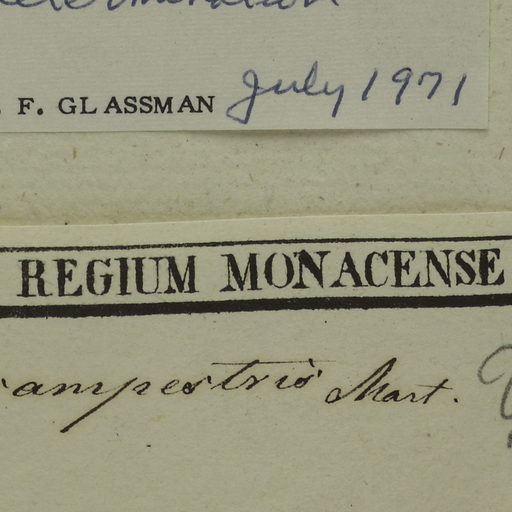 F. GLASSMAN July 1971
REGIUM MONACENSE
campestris Mart.